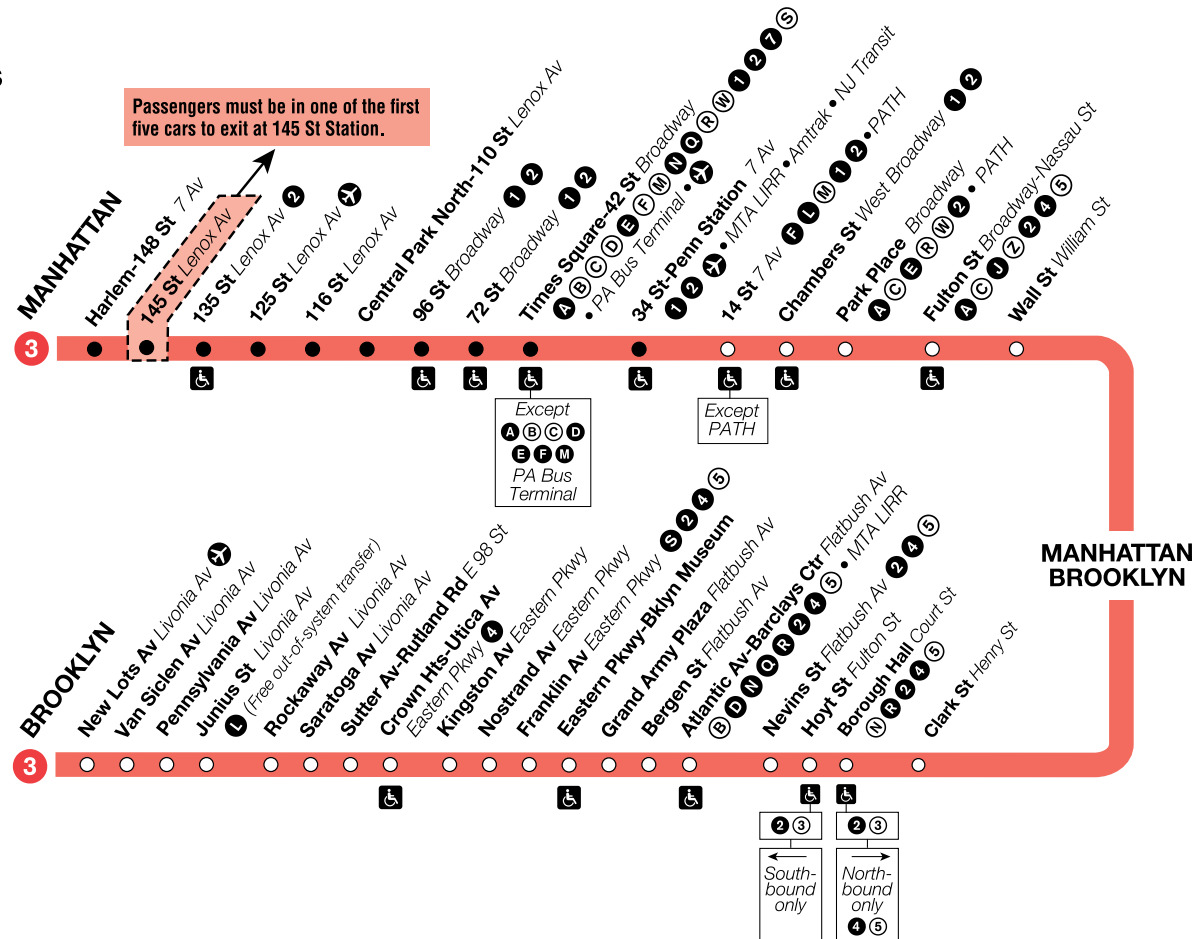 S
Passengers must be in one of the first
five cars to exit at 145 St Station.
MANHATTAN
Harlem-148 St 7 Av
145 St Lenox Av
135 St Lenox Av 2
125 St Lenox Av
116 St Lenox Av
Central Park North-110 St Lenox Av
96 St Broadway 1 2
72 St Broadway 1 2
Times Square-42 St Broadway
A B C D E F M N Q R W 1 2 7 S
• PA Bus Terminal •
34 St-Penn Station 7 Av
1 2 • MTA LIRR • Amtrak • NJ Transit
14 St 7 Av F L M 1 2 • PATH
Chambers St West Broadway 1 2
Park Place Broadway
A C E R W 2 • PATH
Fulton St Broadway-Nassau St
A C J Z 2 4 5
Wall St William St
3
Except
A B C D
E F M
PA Bus
Terminal
Except
PATH
MANHATTAN
BROOKLYN
BROOKLYN
New Lots Av Livonia Av
Van Siclen Av Livonia Av
Pennsylvania Av Livonia Av
Junius St Livonia Av
L (Free out-of-system transfer)
Rockaway Av Livonia Av
Saratoga Av Livonia Av
Sutter Av-Rutland Rd E 98 St
Crown Hts-Utica Av
Eastern Pkwy 4
Kingston Av Eastern Pkwy
Nostrand Av Eastern Pkwy
Franklin Av Eastern Pkwy S 2 4 5
Eastern Pkwy-Bklyn Museum
Grand Army Plaza Flatbush Av
Bergen St Flatbush Av
Atlantic Av-Barclays Ctr Flatbush Av
B D N Q R 2 4 5 • MTA LIRR
Nevins St Flatbush Av 2 4 5
Hoyt St Fulton St
Borough Hall Court St
N R 2 4 5
Clark St Henry St
3
2 3
South-
bound
only
2 3
North-
bound
only
4 5